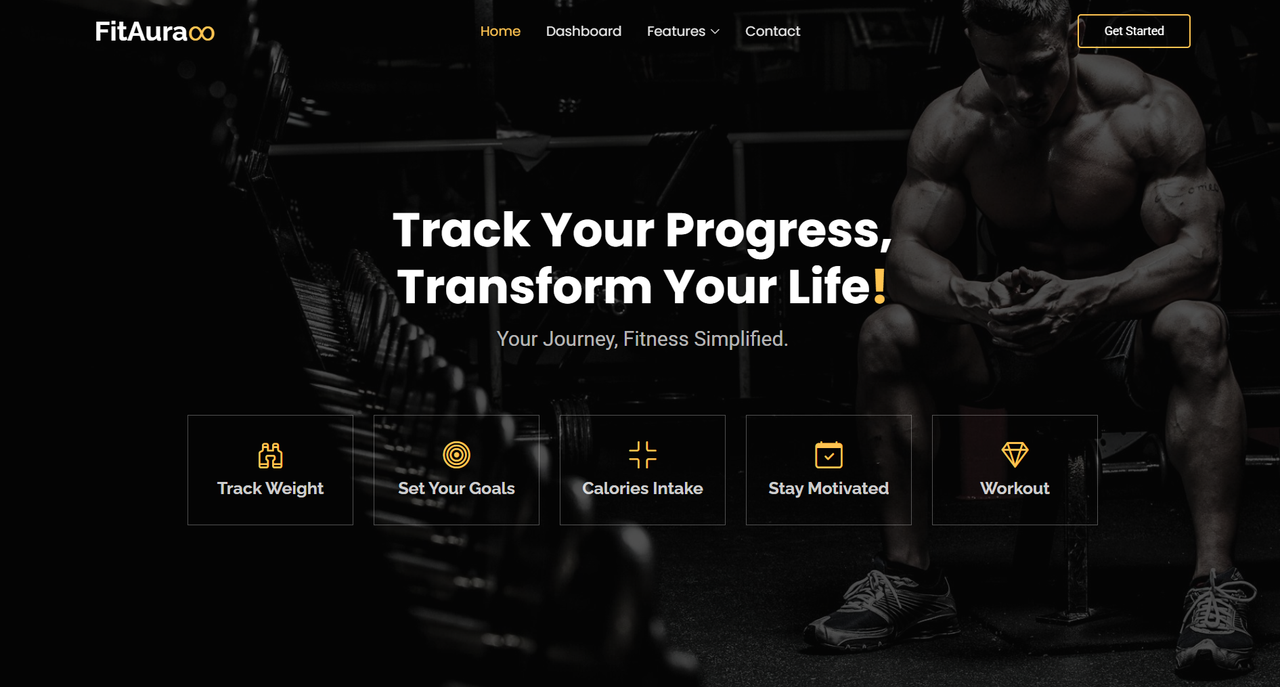 FitAura∞
Home Dashboard Features Contact
Get Started
Track Your Progress,
Transform Your Life!
Your Journey, Fitness Simplified.
Track Weight
Set Your Goals
Calories Intake
Stay Motivated
Workout